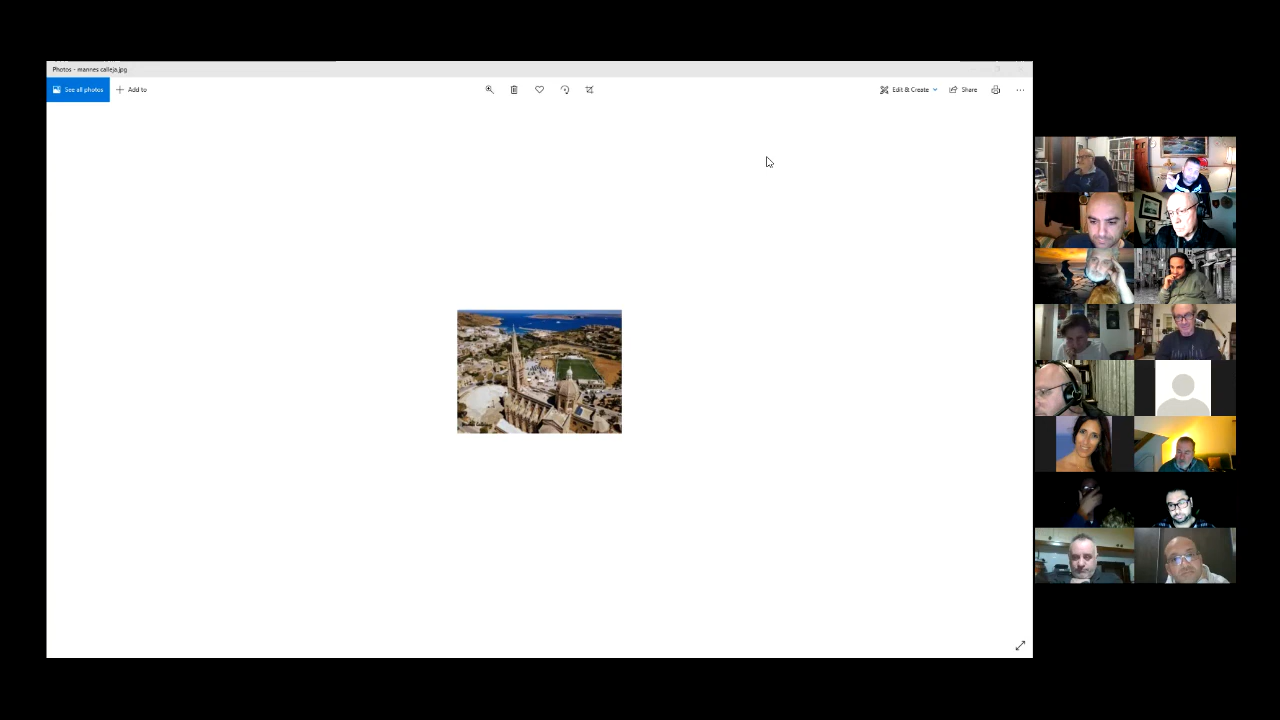 Photos - mannes calleja.jpg
See all photos
Add to
Edit & Create
Share